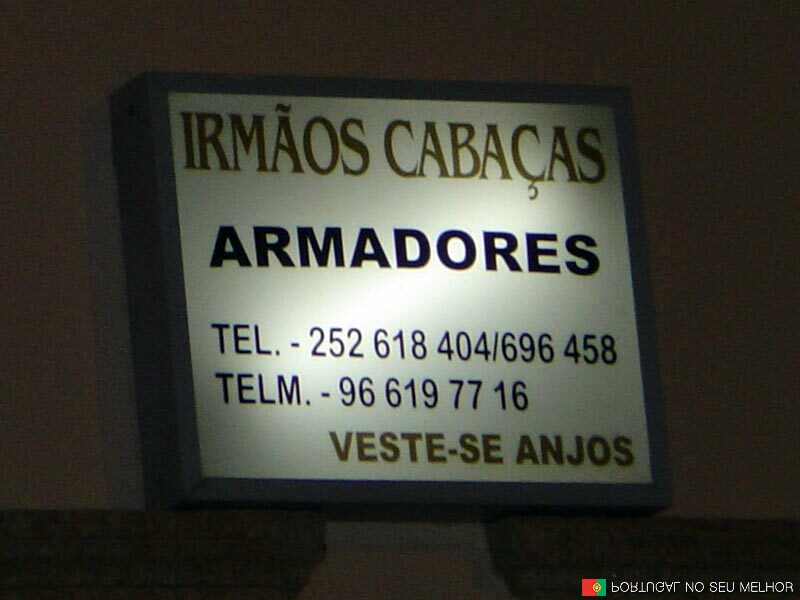 IRMÃOS CABAÇAS
ARMADORES
TEL. - 252 618 404/696 458
TELM. - 96 619 77 16
VESTE-SE ANJOS
PORTUGAL NO SEU MELHOR